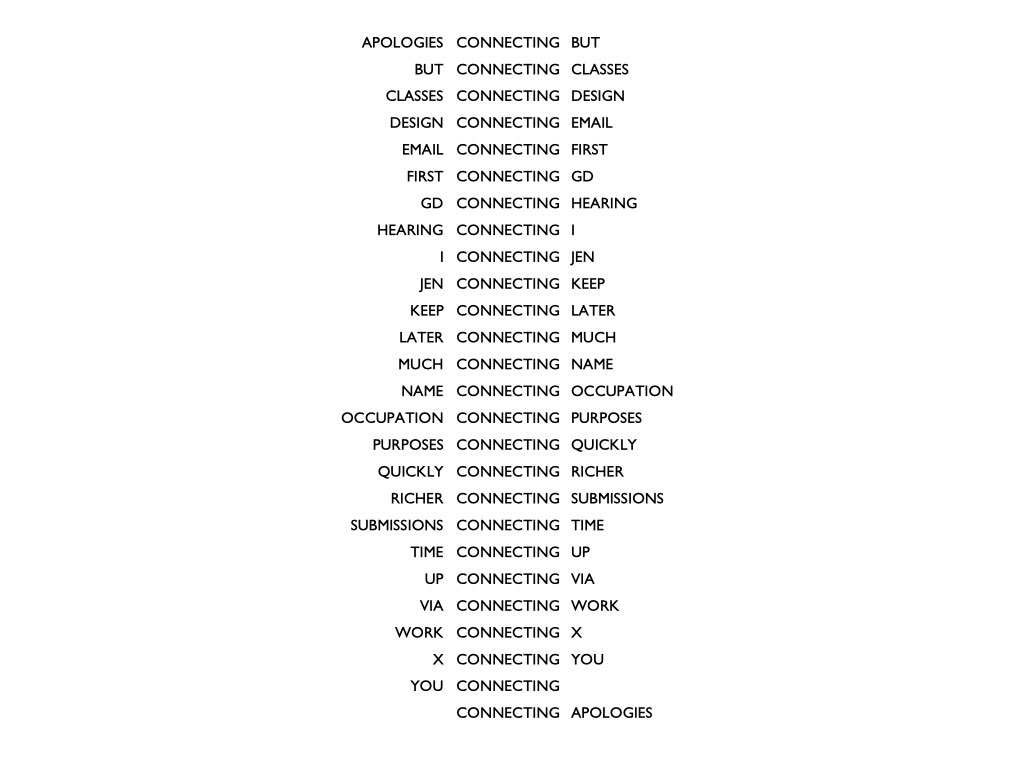 APOLOGIES CONNECTING BUT
BUT CONNECTING CLASSES
CLASSES CONNECTING DESIGN
DESIGN CONNECTING EMAIL
EMAIL CONNECTING FIRST
FIRST CONNECTING GD
GD CONNECTING HEARING
HEARING CONNECTING I
I CONNECTING JEN
JEN CONNECTING KEEP
KEEP CONNECTING LATER
LATER CONNECTING MUCH
MUCH CONNECTING NAME
NAME CONNECTING OCCUPATION
OCCUPATION CONNECTING PURPOSES
PURPOSES CONNECTING QUICKLY
QUICKLY CONNECTING RICHER
RICHER CONNECTING SUBMISSIONS
SUBMISSIONS CONNECTING TIME
TIME CONNECTING UP
UP CONNECTING VIA
VIA CONNECTING WORK
WORK CONNECTING X
X CONNECTING YOU
YOU CONNECTING
CONNECTING APOLOGIES